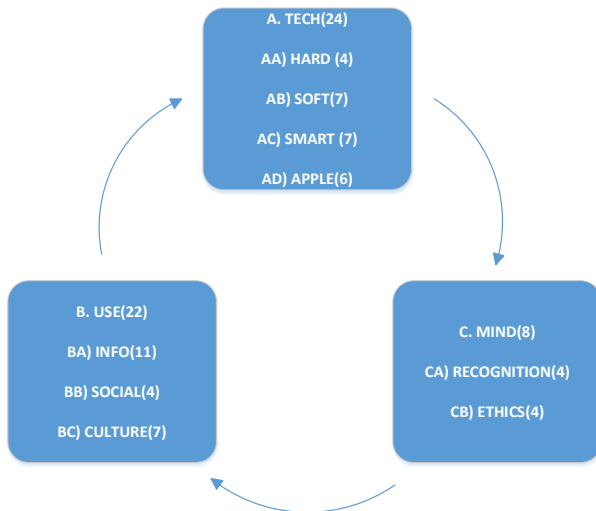 A. TECH(24)
AA) HARD (4)
AB) SOFT(7)
AC) SMART (7)
AD) APPLE(6)
B. USE(22)
BA) INFO(11)
BB) SOCIAL(4)
BC) CULTURE(7)
C. MIND(8)
CA) RECOGNITION(4)
CB) ETHICS(4)